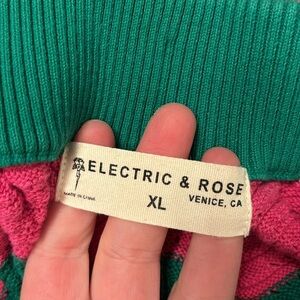 ELECTRIC & ROSE
VENICE, CA
XL
MADE IN CHINA